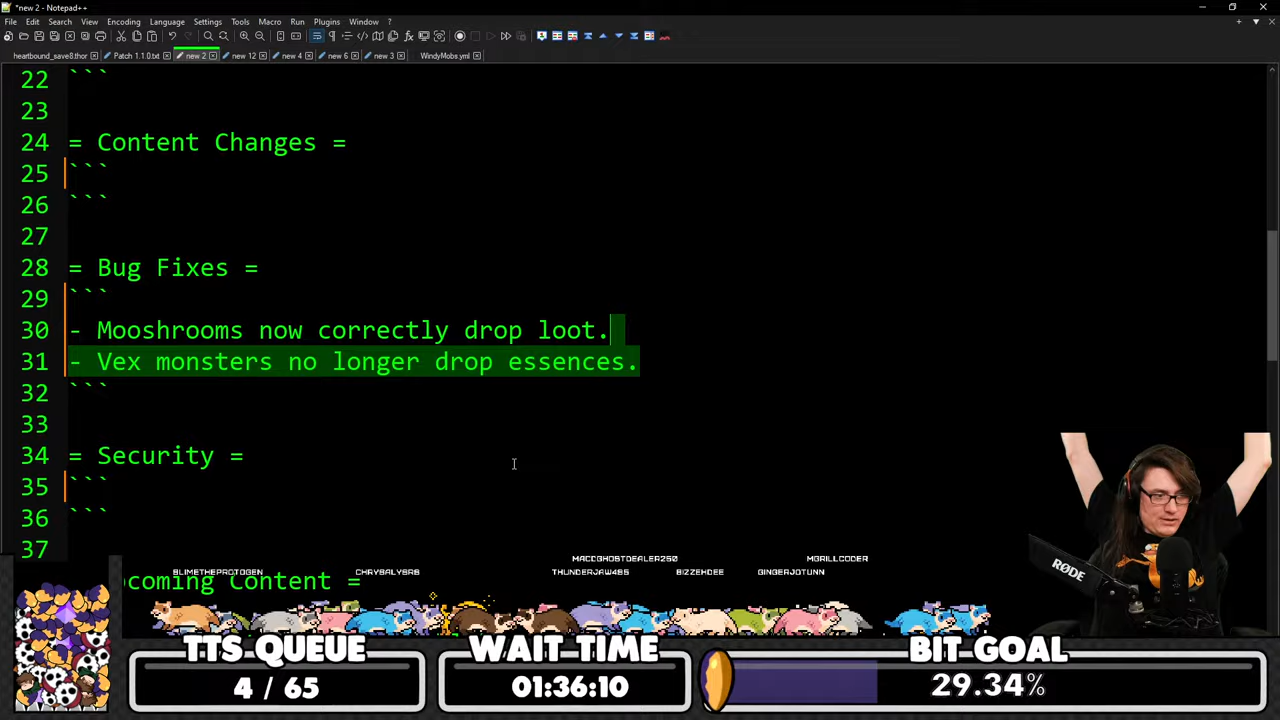 *new 2 - Notepad++
File Edit Search View Encoding Language Settings Tools Macro Run Plugins Window ?
heartbound_save8.thor Patch 1.1.0.txt new 2 new 12 new 4 new 6 new 3 WindyMobs.yml
22 ```
23
24 = Content Changes =
25 ```
26 ```
27
28 = Bug Fixes =
29 ```
30 - Mooshrooms now correctly drop loot.
31 - Vex monsters no longer drop essences.
32 ```
33
34 = Security =
35 ```
36 ```
37
coming Content =
MACCGHOSTDEALER250 MGRILLCODER
BLIMETHEPROTOGEN THUNDERJAW465 BIZZEHDEE GINGERJOTUNN
RØDE
TTS QUEUE WAIT TIME BIT GOAL
4 / 65 01:36:10 29.34%